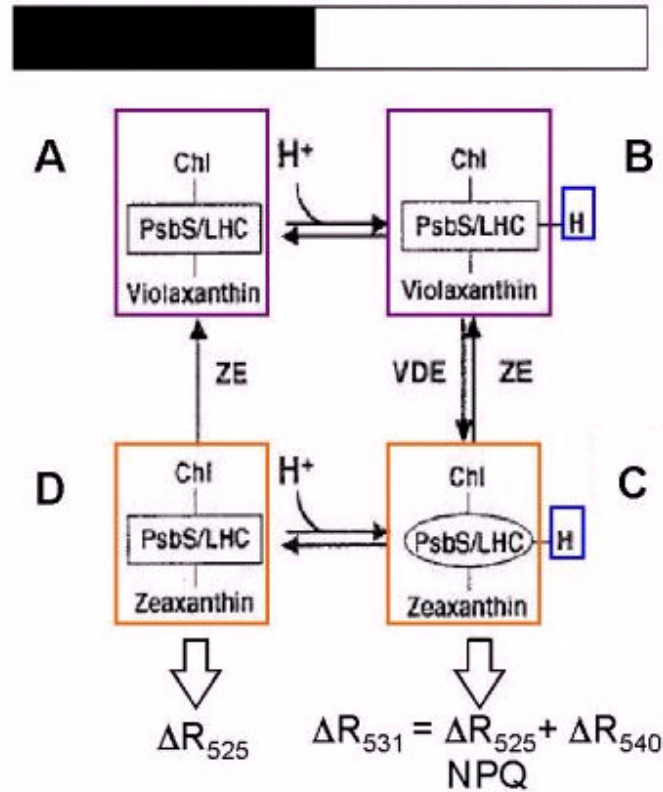 A
Chl
PsbS/LHC
Violaxanthin
H⁺
B
Chl
PsbS/LHC
H
Violaxanthin
ZE
VDE
ZE
D
Chl
PsbS/LHC
Zeaxanthin
H⁺
C
Chl
PsbS/LHC
H
Zeaxanthin
ΔR₅₂₅
ΔR₅₃₁ = ΔR₅₂₅+ ΔR₅₄₀
NPQ